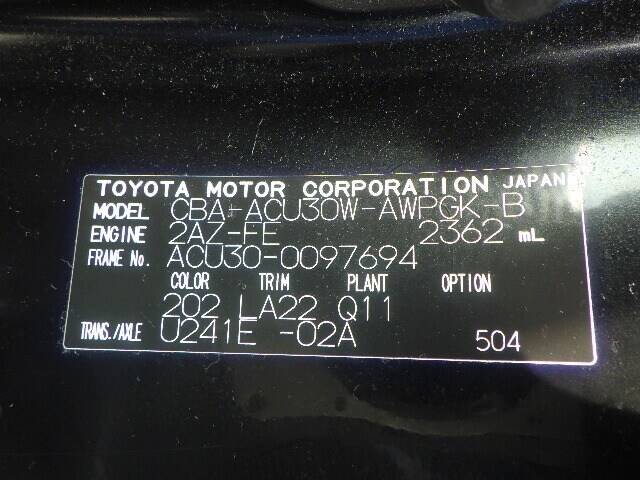 TOYOTA MOTOR CORPORATION JAPAN
MODEL CBA-ACU30W-AWPGK-B
ENGINE 2AZ-FE 2362 mL
FRAME No. ACU30-0097694
COLOR TRIM PLANT OPTION
202 LA22 Q11
TRANS./AXLE U241E -02A 504